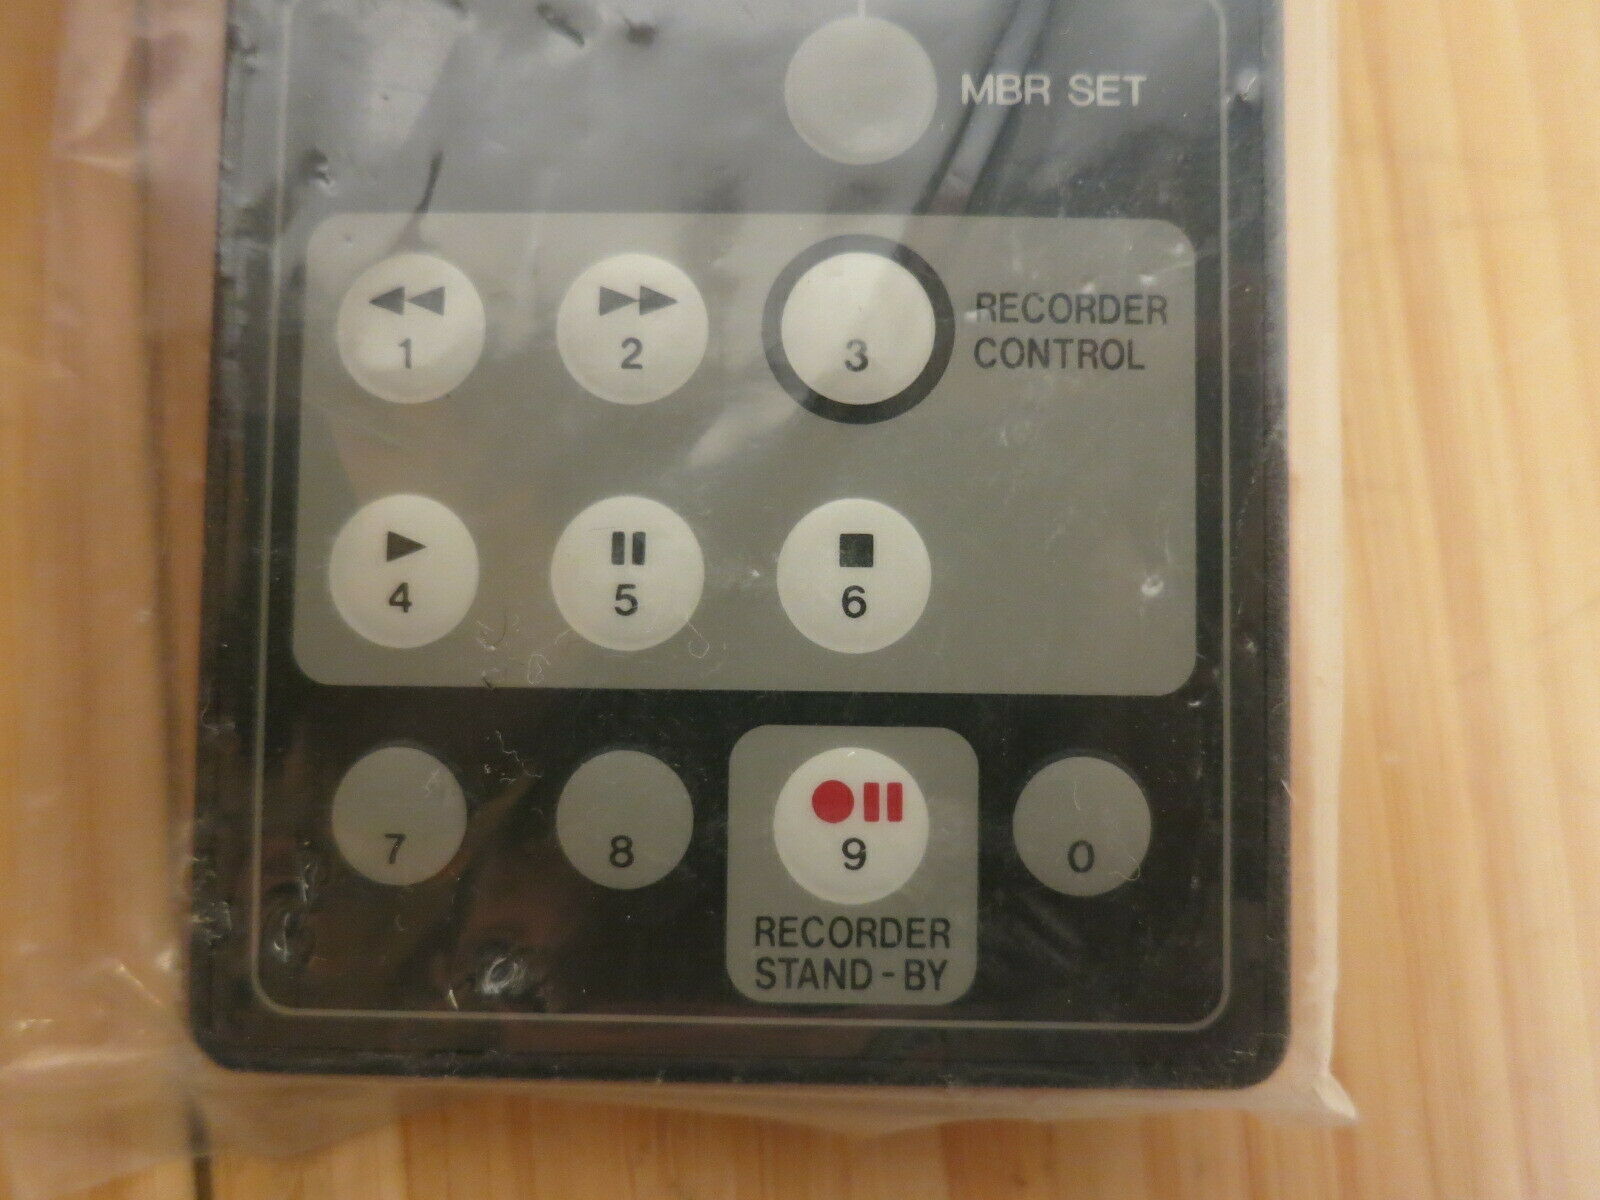 MBR SET
1 2 3 RECORDER
CONTROL
4 5 6
7 8 9 0
RECORDER
STAND-BY